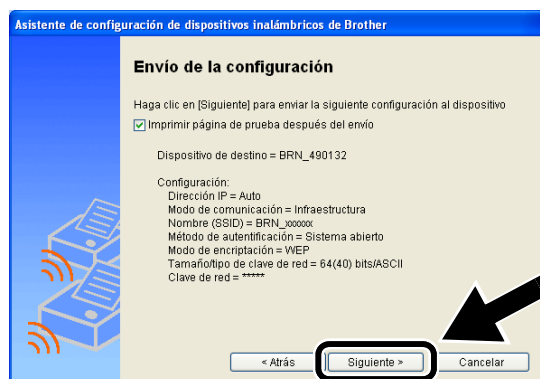 Asistente de configuración de dispositivos inalámbricos de Brother
Envío de la configuración
Haga clic en [Siguiente] para enviar la siguiente configuración al dispositivo
Imprimir página de prueba después del envío
Dispositivo de destino = BRN_490132
Configuración:
Dirección IP = Auto
Modo de comunicación = Infraestructura
Nombre (SSID) = BRN_xxxxxx
Método de autentificación = Sistema abierto
Modo de encriptación = WEP
Tamaño/tipo de clave de red = 64(40) bits/ASCII
Clave de red = *****
< Atrás Siguiente > Cancelar